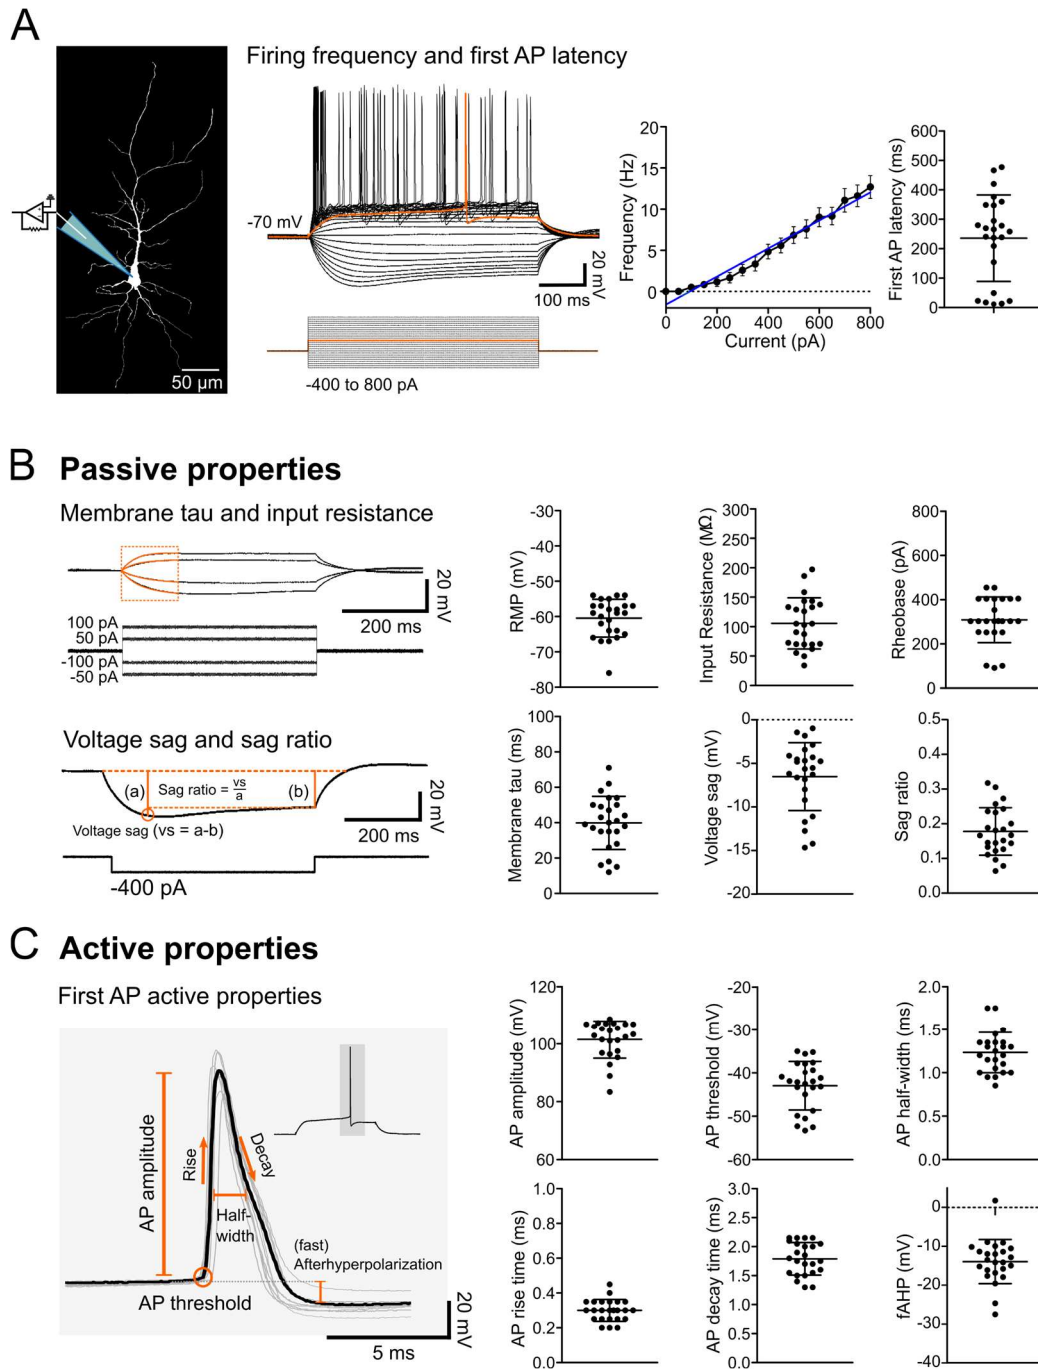 A
Firing frequency and first AP latency
-70 mV
20 mV
100 ms
-400 to 800 pA
50 µm
Frequency (Hz)
20
15
10
5
0
0 200 400 600 800
Current (pA)
First AP latency (ms)
600
500
400
300
200
100
0
B Passive properties
Membrane tau and input resistance
20 mV
200 ms
100 pA
50 pA
-100 pA
-50 pA
RMP (mV)
-30
-40
-50
-60
-70
-80
Input Resistance (MΩ)
300
250
200
150
100
50
0
Rheobase (pA)
800
600
400
200
0
Voltage sag and sag ratio
(a)
Sag ratio = vs/a
(b)
Voltage sag (vs = a-b)
20 mV
200 ms
-400 pA
Membrane tau (ms)
100
80
60
40
20
0
Voltage sag (mV)
0
-5
-10
-15
-20
Sag ratio
0.5
0.4
0.3
0.2
0.1
0.0
C Active properties
First AP active properties
AP amplitude
Rise
Decay
Half-
width
(fast)
Afterhyperpolarization
AP threshold
20 mV
5 ms
AP amplitude (mV)
120
100
80
60
AP threshold (mV)
-20
-30
-40
-50
-60
AP half-width (ms)
2.0
1.5
1.0
0.5
0.0
AP rise time (ms)
1.0
0.8
0.6
0.4
0.2
0.0
AP decay time (ms)
3.0
2.5
2.0
1.5
1.0
0.5
0.0
fAHP (mV)
0
-10
-20
-30
-40